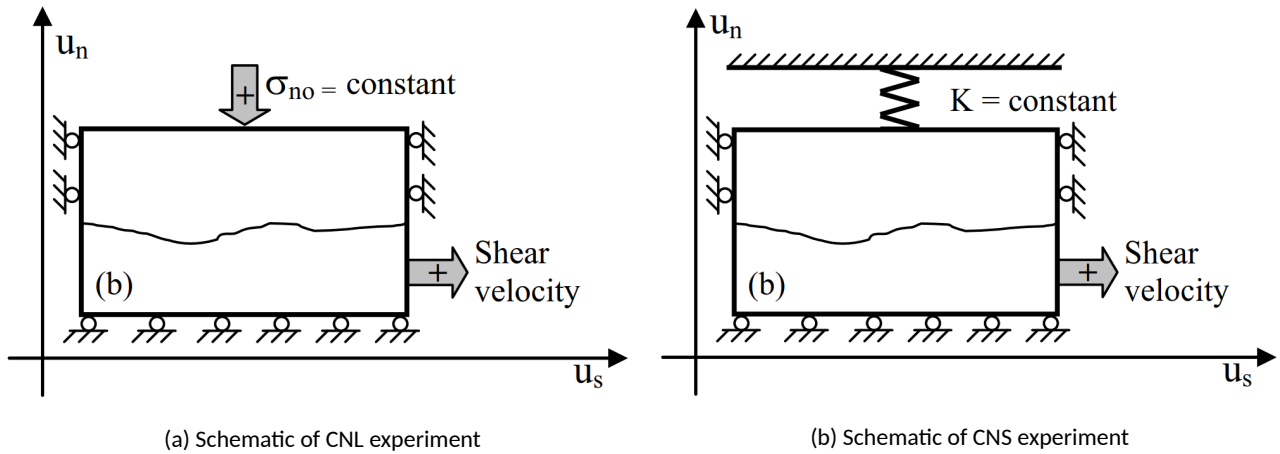 uₙ
σₙₒ = constant
+
(b)
+
Shear
velocity
uₛ
(a) Schematic of CNL experiment
uₙ
K = constant
(b)
+
Shear
velocity
uₛ
(b) Schematic of CNS experiment